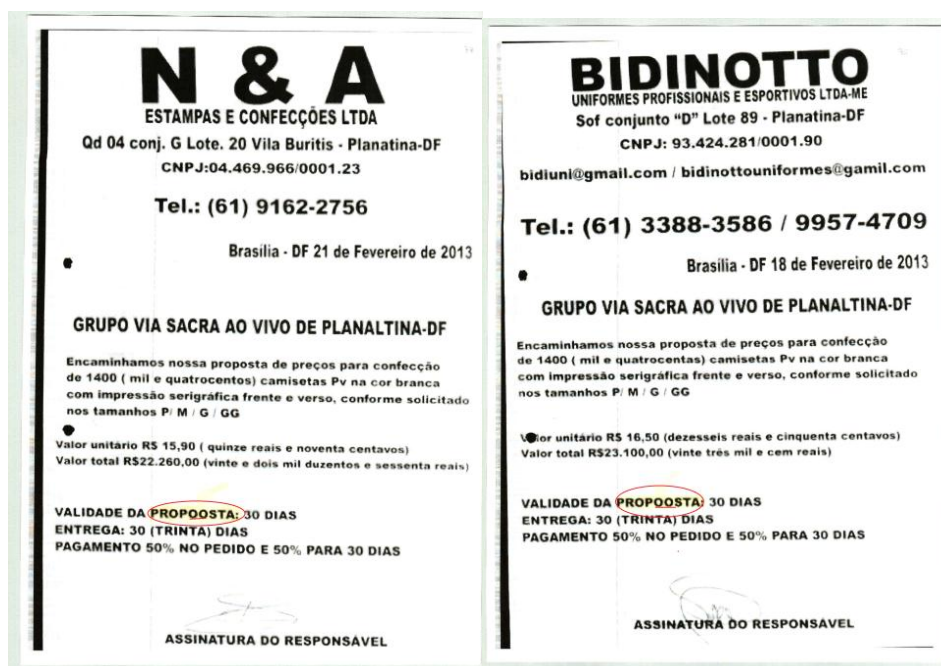 N & A
ESTAMPAS E CONFECÇÕES LTDA
Qd 04 conj. G Lote. 20 Vila Buritis - Planatina-DF
CNPJ:04.469.966/0001.23
Tel.: (61) 9162-2756
Brasília - DF 21 de Fevereiro de 2013
GRUPO VIA SACRA AO VIVO DE PLANALTINA-DF
Encaminhamos nossa proposta de preços para confecção
de 1400 ( mil e quatrocentos) camisetas Pv na cor branca
com impressão serigráfica frente e verso, conforme solicitado
nos tamanhos P/ M / G / GG
Valor unitário R$ 15,90 ( quinze reais e noventa centavos)
Valor total R$22.260,00 (vinte e dois mil duzentos e sessenta reais)
VALIDADE DA PROPOOSTA: 30 DIAS
ENTREGA: 30 (TRINTA) DIAS
PAGAMENTO 50% NO PEDIDO E 50% PARA 30 DIAS
ASSINATURA DO RESPONSÁVEL
BIDINOTTO
UNIFORMES PROFISSIONAIS E ESPORTIVOS LTDA-ME
Sof conjunto “D” Lote 89 - Planatina-DF
CNPJ: 93.424.281/0001.90
bidiuni@gmail.com / bidinottouniformes@gamil.com
Tel.: (61) 3388-3586 / 9957-4709
Brasília - DF 18 de Fevereiro de 2013
GRUPO VIA SACRA AO VIVO DE PLANALTINA-DF
Encaminhamos nossa proposta de preços para confecção
de 1400 ( mil e quatrocentas) camisetas Pv na cor branca
com impressão serigráfica frente e verso, conforme solicitado
nos tamanhos P/ M / G / GG
Valor unitário R$ 16,50 (dezesseis reais e cinquenta centavos)
Valor total R$23.100,00 (vinte três mil e cem reais)
VALIDADE DA PROPOOSTA: 30 DIAS
ENTREGA: 30 (TRINTA) DIAS
PAGAMENTO 50% NO PEDIDO E 50% PARA 30 DIAS
ASSINATURA DO RESPONSÁVEL